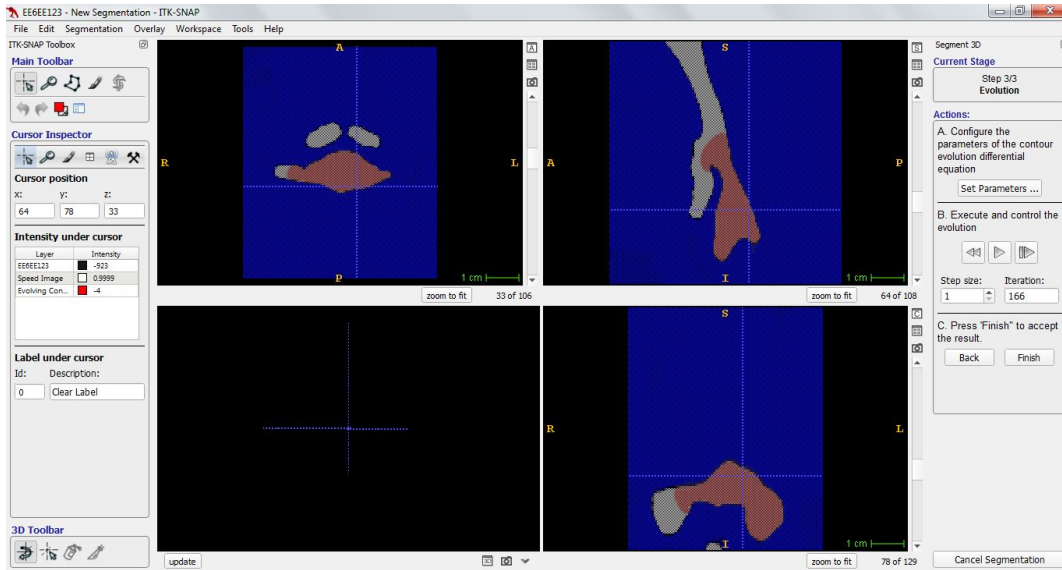 EE6EE123 - New Segmentation - ITK-SNAP
File Edit Segmentation Overlay Workspace Tools Help
ITK-SNAP Toolbox
Main Toolbar
Cursor Inspector
Cursor position
x: y: z:
64 78 33
Intensity under cursor
Layer Intensity
EE6EE123 -923
Speed Image 0.9999
Evolving Con... -4
Label under cursor
Id: Description:
0 Clear Label
3D Toolbar
A
R
L
P
1 cm
A
zoom to fit 33 of 106
S
A
P
I
1 cm
S
zoom to fit 64 of 108
update
3D
S
R
L
I
1 cm
C
zoom to fit 78 of 129
Segment 3D
Current Stage
Step 3/3
Evolution
Actions:
A. Configure the
parameters of the contour
evolution differential
equation
Set Parameters ...
B. Execute and control the
evolution
Step size: Iteration:
1 166
C. Press 'Finish" to accept
the result.
Back Finish
Cancel Segmentation